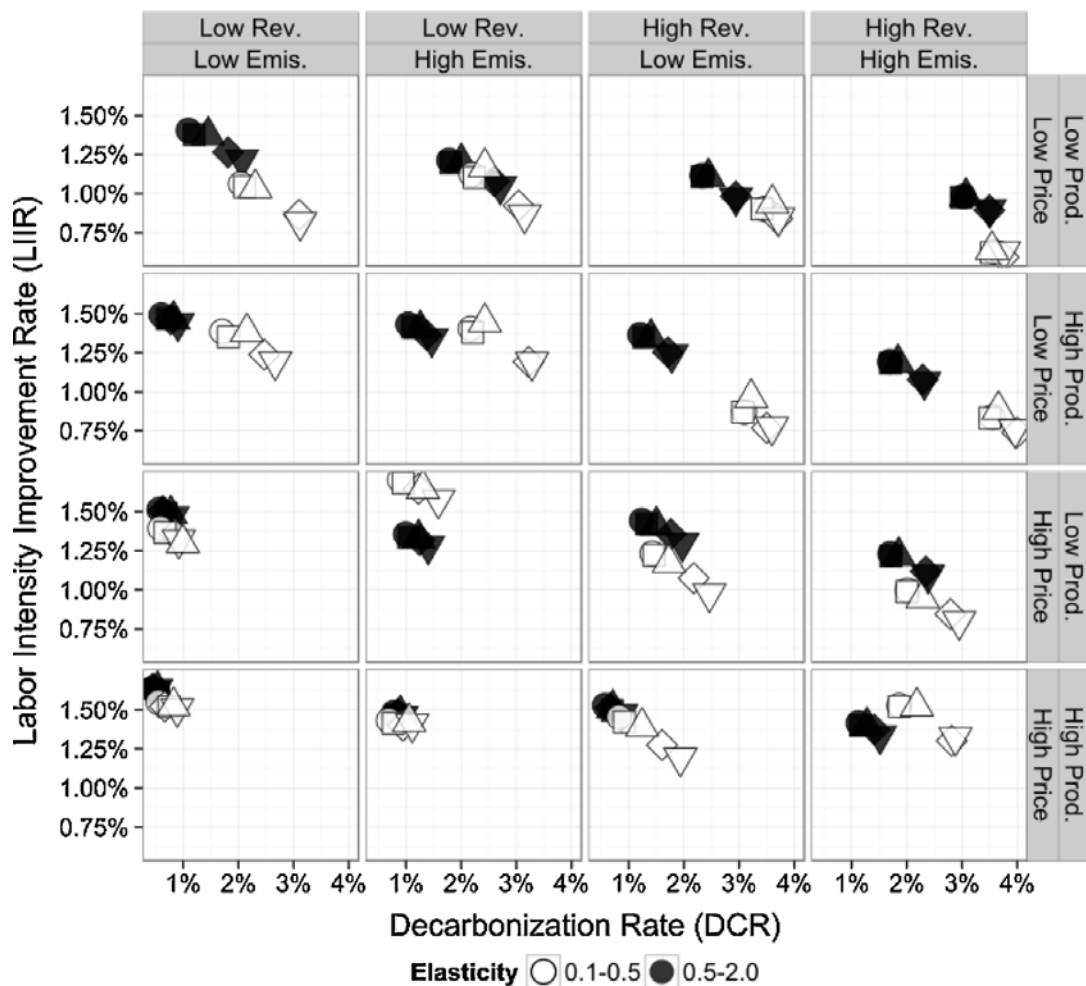 Low Rev. Low Rev. High Rev. High Rev.
Low Emis. High Emis. Low Emis. High Emis.
Labor Intensity Improvement Rate (LIIR)
1.50%
1.25%
1.00%
0.75%
Low Prod.
Low Price
1.50%
1.25%
1.00%
0.75%
High Prod.
Low Price
1.50%
1.25%
1.00%
0.75%
Low Prod.
High Price
1.50%
1.25%
1.00%
0.75%
High Prod.
High Price
1% 2% 3% 4% 1% 2% 3% 4% 1% 2% 3% 4% 1% 2% 3% 4%
Decarbonization Rate (DCR)
Elasticity 0.1-0.5 0.5-2.0